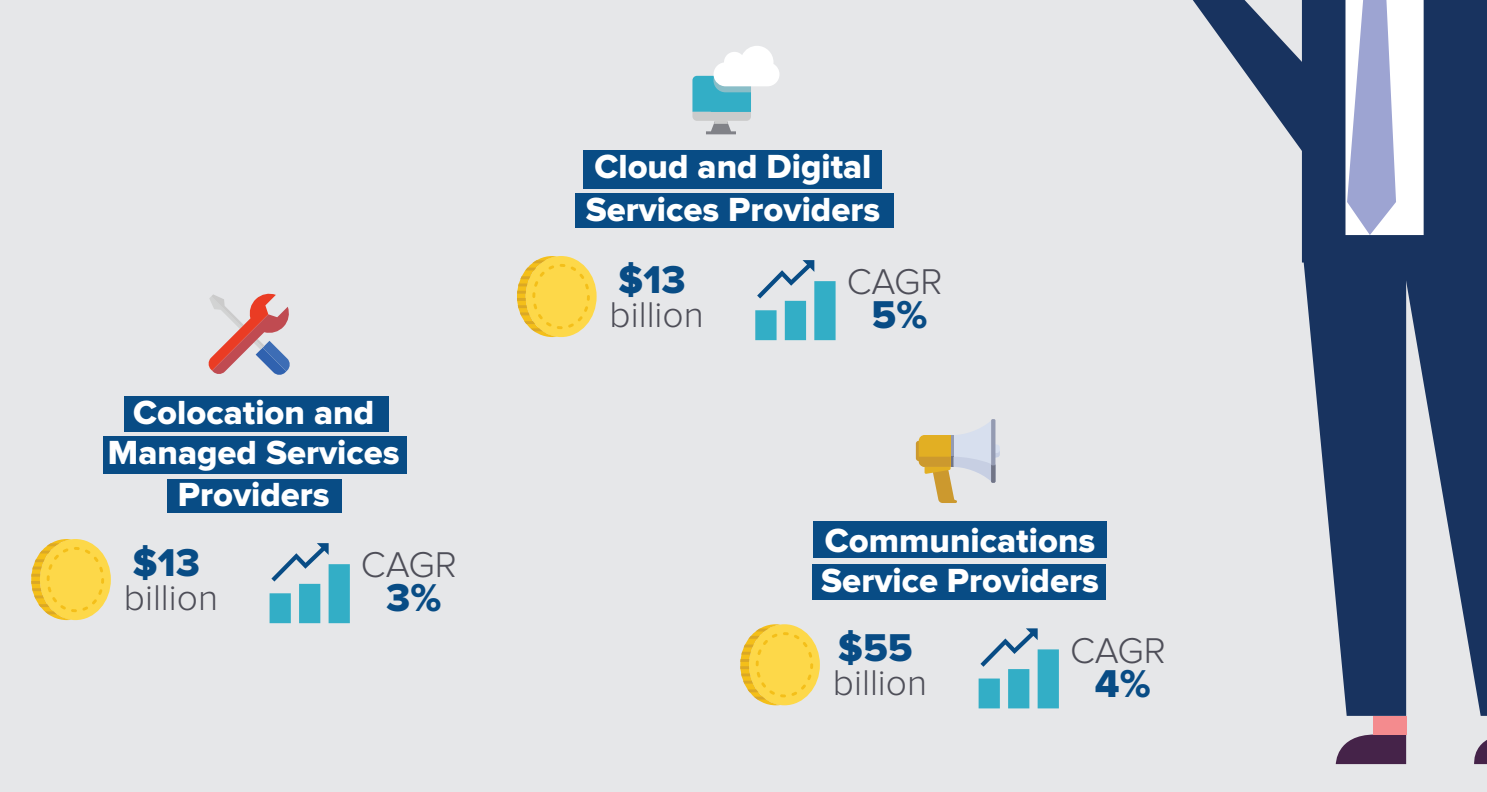 Cloud and Digital
Services Providers
$13
billion
CAGR
5%
Colocation and
Managed Services
Providers
$13
billion
CAGR
3%
Communications
Service Providers
$55
billion
CAGR
4%